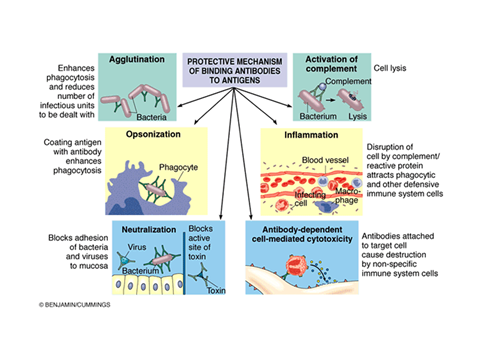 PROTECTIVE MECHANISM
OF BINDING ANTIBODIES
TO ANTIGENS
Agglutination
Enhances
phagocytosis
and reduces
number of
infectious units
to be dealt with
Bacteria
Activation of
complement
Complement
Bacterium
Lysis
Cell lysis
Opsonization
Coating antigen
with antibody
enhances
phagocytosis
Phagocyte
Inflammation
Blood vessel
Infecting
cell
Macro-
phage
Disruption of
cell by complement/
reactive protein
attracts phagocytic
and other defensive
immune system cells
Neutralization
Blocks adhesion
of bacteria
and viruses
to mucosa
Virus
Bacterium
Blocks
active
site of
toxin
Toxin
Antibody-dependent
cell-mediated cytotoxicity
Antibodies attached
to target cell
cause destruction
by non-specific
immune system cells
© BENJAMIN/CUMMINGS